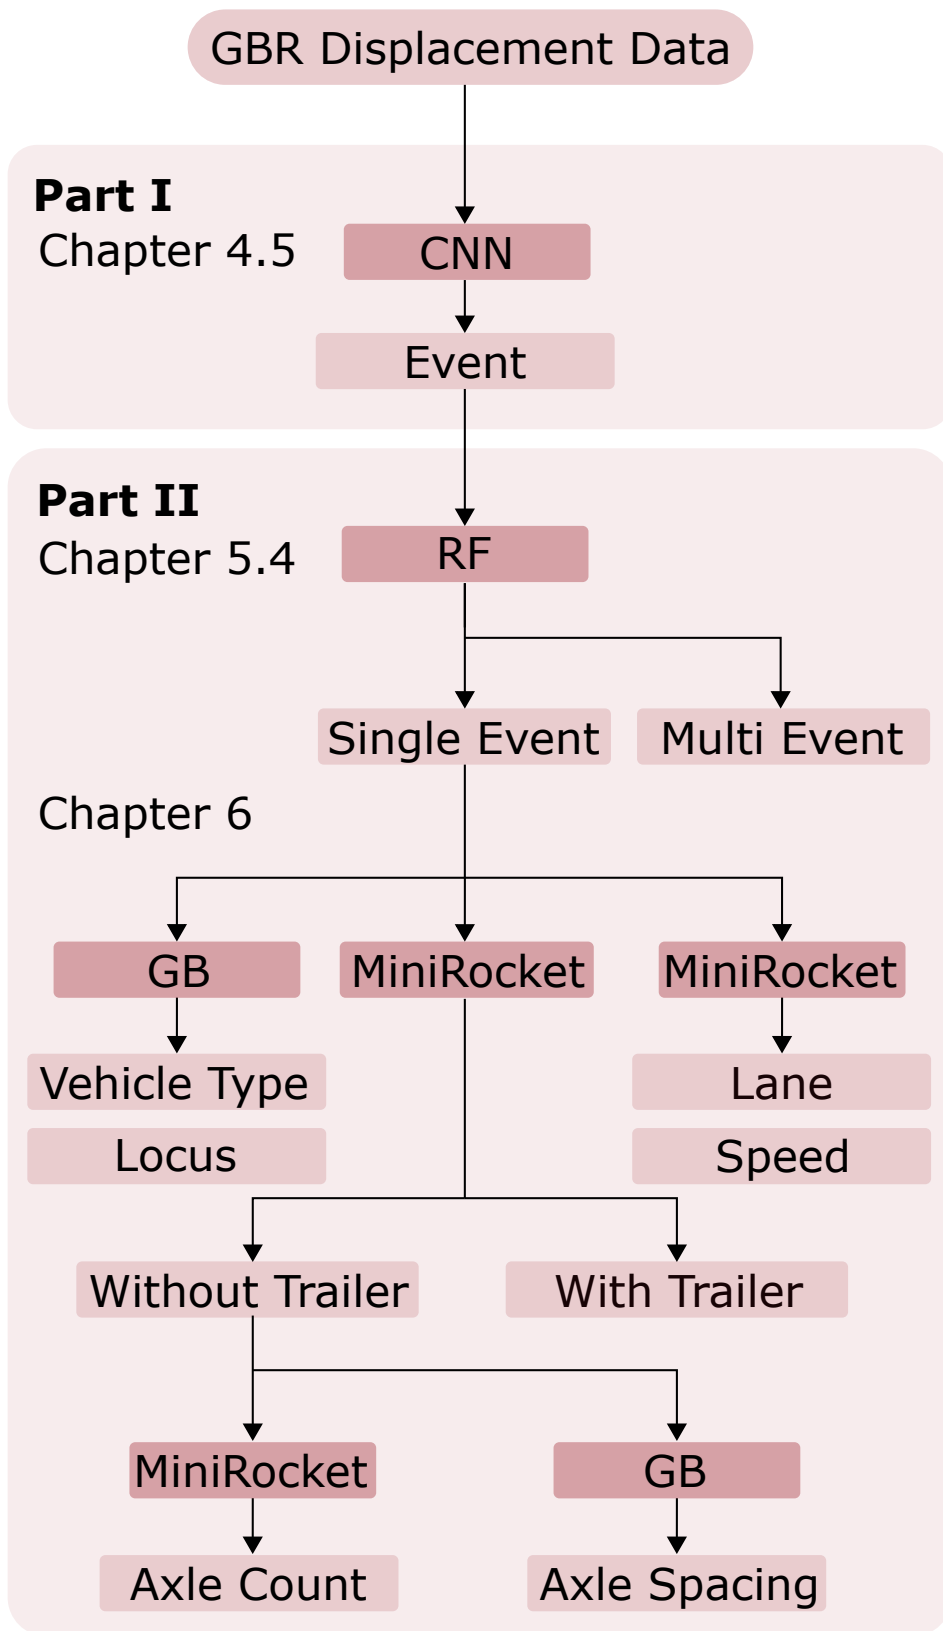 GBR Displacement Data
Part I
Chapter 4.5
CNN
Event
Part II
Chapter 5.4
RF
Single Event
Multi Event
Chapter 6
GB
MiniRocket
MiniRocket
Vehicle Type
Lane
Locus
Speed
Without Trailer
With Trailer
MiniRocket
GB
Axle Count
Axle Spacing